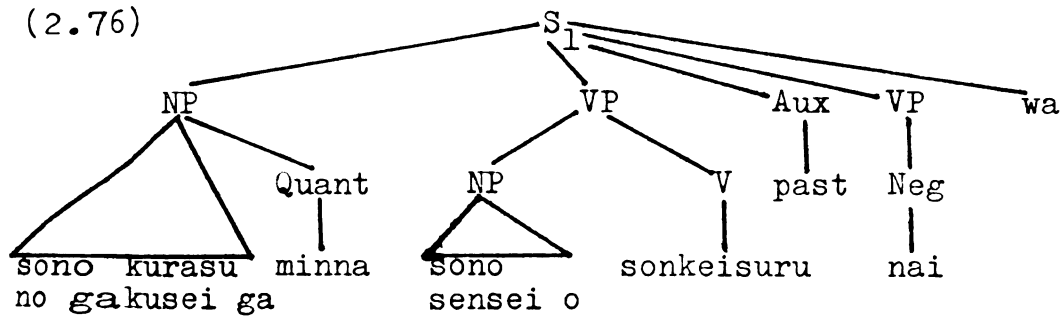 (2.76)
S1
NP VP Aux VP wa
Quant NP V past Neg
sono kurasu minna sono sonkeisuru nai
no gakusei ga sensei o